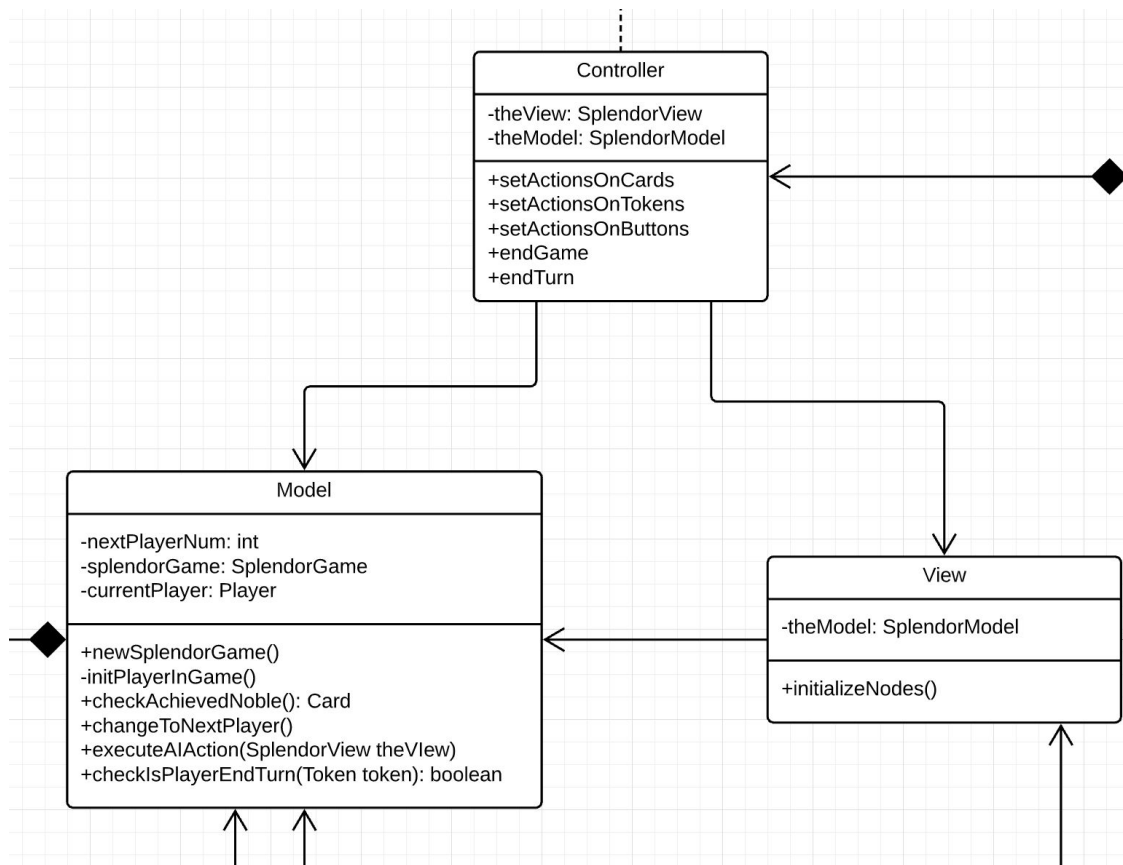 Controller
-theView: SplendorView
-theModel: SplendorModel
+setActionsOnCards
+setActionsOnTokens
+setActionsOnButtons
+endGame
+endTurn
Model
-nextPlayerNum: int
-splendorGame: SplendorGame
-currentPlayer: Player
+newSplendorGame()
-initPlayerInGame()
+checkAchievedNoble(): Card
+changeToNextPlayer()
+executeAIAction(SplendorView theVIew)
+checkIsPlayerEndTurn(Token token): boolean
View
-theModel: SplendorModel
+initializeNodes()